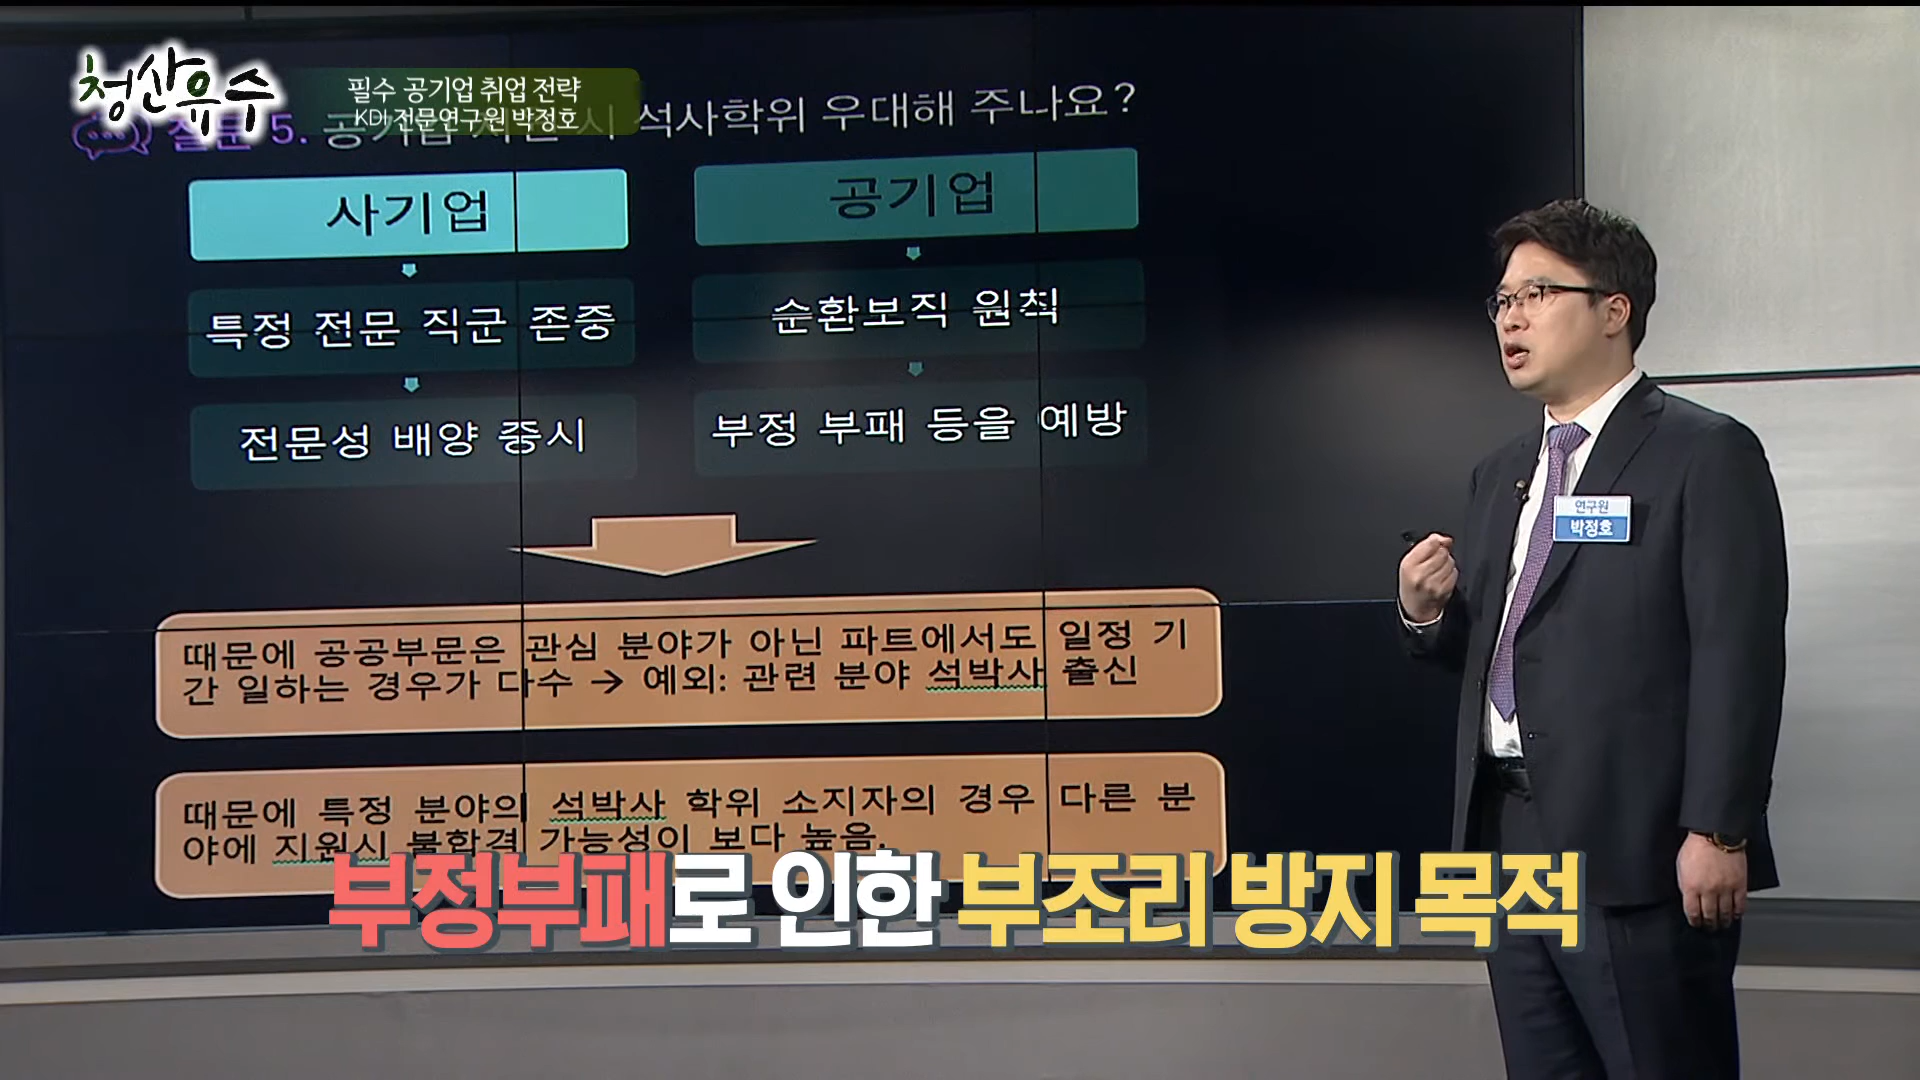 청산유수
필수 공기업 취업 전략
KDI 전문연구원 박정호
5. 석사학위 우대해 주나요?
사기업
공기업
특정 전문 직군 존중
순환보직 원칙
전문성 배양 중시
부정 부패 등을 예방
연구원
박정호
때문에 공공부문은 관심 분야가 아닌 파트에서도 일정 기
간 일하는 경우가 다수 → 예외: 관련 분야 석박사 출신
때문에 특정 분야의 석박사 학위 소지자의 경우 다른 분
야에 지원시 불합격 가능성이 보다 높음.
부정부패로 인한 부조리 방지 목적